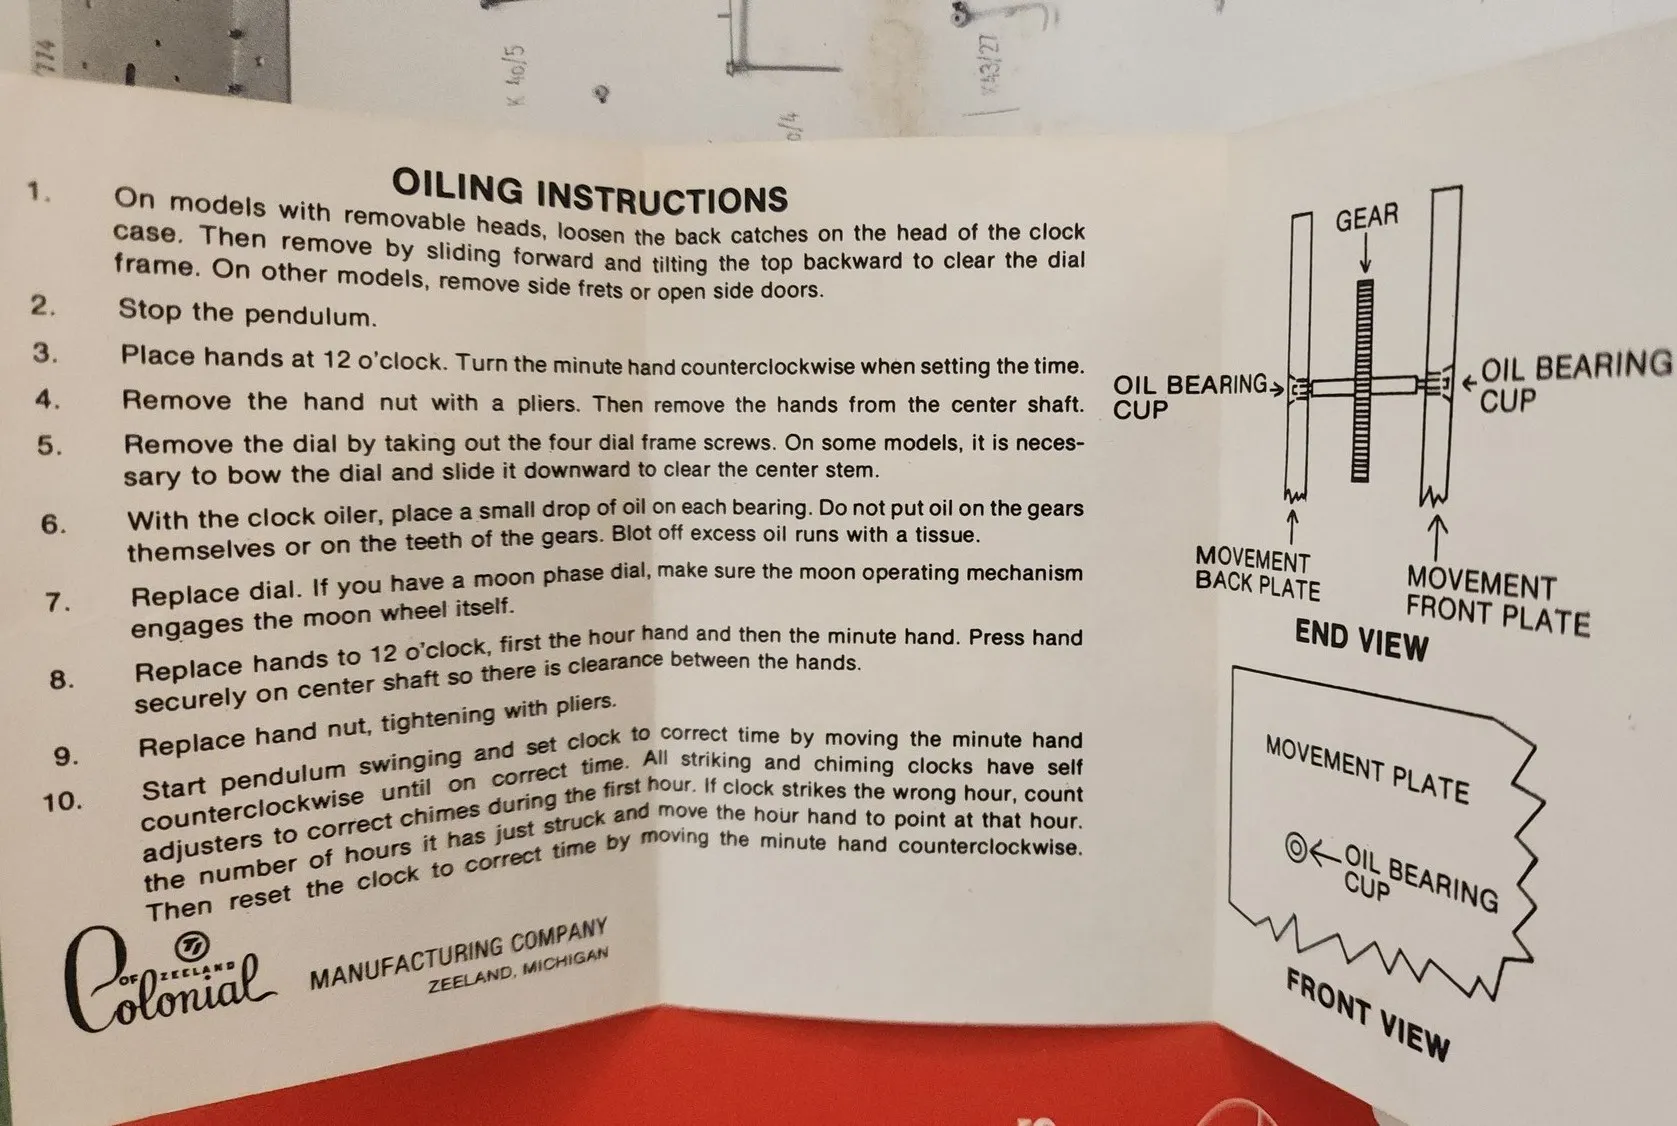 774
K 40/5
0/4
K43/27
OILING INSTRUCTIONS
1. On models with removable heads, loosen the back catches on the head of the clock
case. Then remove by sliding forward and tilting the top backward to clear the dial
frame. On other models, remove side frets or open side doors.
2. Stop the pendulum.
3. Place hands at 12 o'clock. Turn the minute hand counterclockwise when setting the time.
4. Remove the hand nut with a pliers. Then remove the hands from the center shaft.
5. Remove the dial by taking out the four dial frame screws. On some models, it is neces-
sary to bow the dial and slide it downward to clear the center stem.
6. With the clock oiler, place a small drop of oil on each bearing. Do not put oil on the gears
themselves or on the teeth of the gears. Blot off excess oil runs with a tissue.
7. Replace dial. If you have a moon phase dial, make sure the moon operating mechanism
engages the moon wheel itself.
8. Replace hands to 12 o'clock, first the hour hand and then the minute hand. Press hand
securely on center shaft so there is clearance between the hands.
9. Replace hand nut, tightening with pliers.
10. Start pendulum swinging and set clock to correct time by moving the minute hand
counterclockwise until on correct time. All striking and chiming clocks have self
adjusters to correct chimes during the first hour. If clock strikes the wrong hour, count
the number of hours it has just struck and move the hour hand to point at that hour.
Then reset the clock to correct time by moving the minute hand counterclockwise.
Colonial
OF ZEELAND
MANUFACTURING COMPANY
ZEELAND, MICHIGAN
GEAR
OIL BEARING
CUP
OIL BEARING
CUP
MOVEMENT
BACK PLATE
MOVEMENT
FRONT PLATE
END VIEW
MOVEMENT PLATE
OIL BEARING
CUP
FRONT VIEW